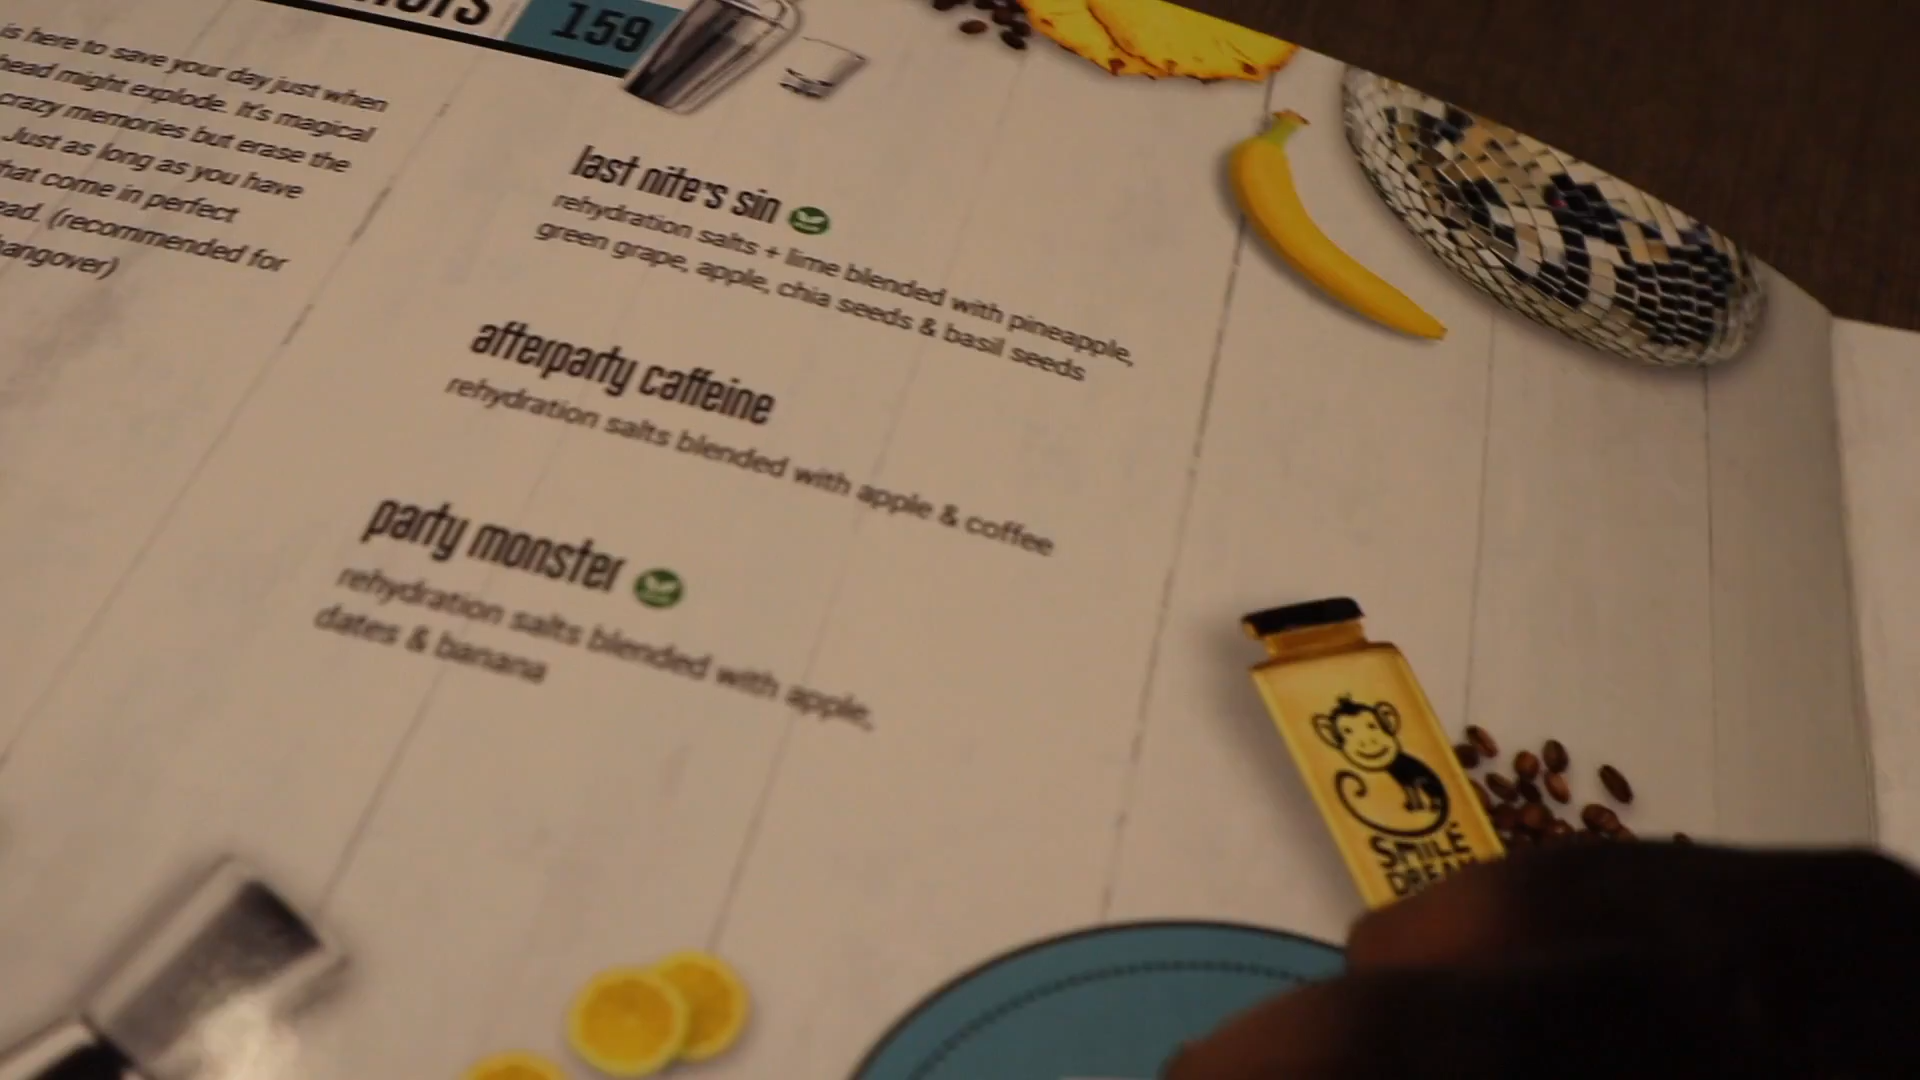 159
is here to save your day just when
head might explode. It's magical
crazy memories but erase the
Just as long as you have
that come in perfect
(recommended for
hangover)
last nite's sin
rehydration salts + lime blended with pineapple,
green grape, apple, chia seeds & basil seeds
afterparty caffeine
rehydration salts blended with apple & coffee
party monster
rehydration salts blended with apple,
dates & banana
SMILE
DREAM